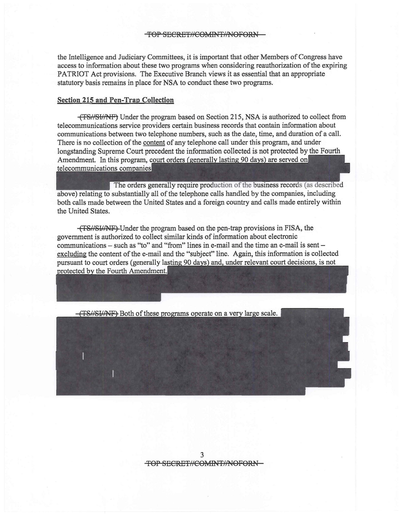 TOP SECRET//COMINT//NOFORN
the Intelligence and Judiciary Committees, it is important that other Members of Congress have
access to information about these two programs when considering reauthorization of the expiring
PATRIOT Act provisions. The Executive Branch views it as essential that an appropriate
statutory basis remains in place for NSA to conduct these two programs.
Section 215 and Pen-Trap Collection
(TS//SI//NF) Under the program based on Section 215, NSA is authorized to collect from
telecommunications service providers certain business records that contain information about
communications between two telephone numbers, such as the date, time, and duration of a call.
There is no collection of the content of any telephone call under this program, and under
longstanding Supreme Court precedent the information collected is not protected by the Fourth
Amendment. In this program, court orders (generally lasting 90 days) are served on
telecommunications companies
The orders generally require production of the business records (as described
above) relating to substantially all of the telephone calls handled by the companies, including
both calls made between the United States and a foreign country and calls made entirely within
the United States.
(TS//SI//NF) Under the program based on the pen-trap provisions in FISA, the
government is authorized to collect similar kinds of information about electronic
communications – such as "to" and "from" lines in e-mail and the time an e-mail is sent –
excluding the content of the e-mail and the "subject" line. Again, this information is collected
pursuant to court orders (generally lasting 90 days) and, under relevant court decisions, is not
protected by the Fourth Amendment.
(TS//SI//NF) Both of these programs operate on a very large scale.
3
TOP SECRET//COMINT//NOFORN